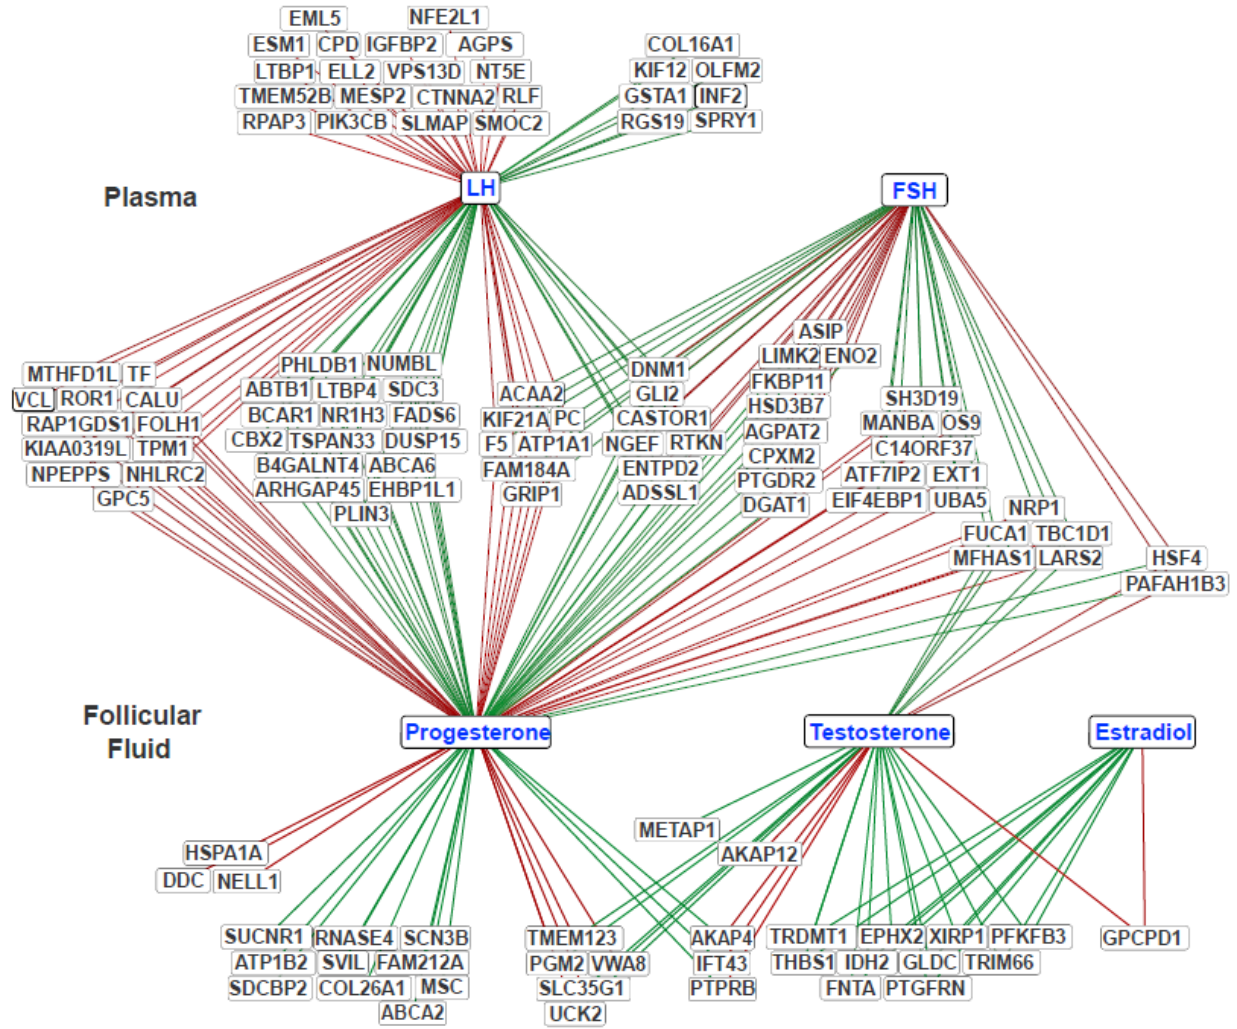 EML5 NFE2L1
ESM1 CPD IGFBP2 AGPS COL16A1
LTBP1 ELL2 VPS13D NT5E KIF12 OLFM2
TMEM52B MESP2 CTNNA2 RLF GSTA1 INF2
RPAP3 PIK3CB SLMAP SMOC2 RGS19 SPRY1
Plasma LH FSH
ASIP
PHLDB1 NUMBL DNM1 LIMK2 ENO2
MTHFD1L TF ABTB1 LTBP4 SDC3 ACAA2 GLI2 FKBP11
VCL ROR1 CALU BCAR1 NR1H3 FADS6 KIF21A PC CASTOR1 HSD3B7 SH3D19
RAP1GDS1 FOLH1 CBX2 TSPAN33 DUSP15 F5 ATP1A1 NGEF RTKN AGPAT2 MANBA OS9
KIAA0319L TPM1 B4GALNT4 ABCA6 FAM184A ENTPD2 CPXM2 C14ORF37
NPEPPS NHLRC2 ARHGAP45 EHBP1L1 GRIP1 ADSSL1 PTGDR2 ATF7IP2 EXT1
GPC5 PLIN3 DGAT1 EIF4EBP1 UBA5
NRP1
FUCA1 TBC1D1
MFHAS1 LARS2 HSF4
PAFAH1B3
Follicular
Fluid
Progesterone Testosterone Estradiol
METAP1
HSPA1A AKAP12
DDC NELL1
SUCNR1 RNASE4 SCN3B TMEM123 AKAP4 TRDMT1 EPHX2 XIRP1 PFKFB3 GPCPD1
ATP1B2 SVIL FAM212A PGM2 VWA8 IFT43 THBS1 IDH2 GLDC TRIM66
SDCBP2 COL26A1 MSC SLC35G1 PTPRB FNTA PTGFRN
ABCA2 UCK2